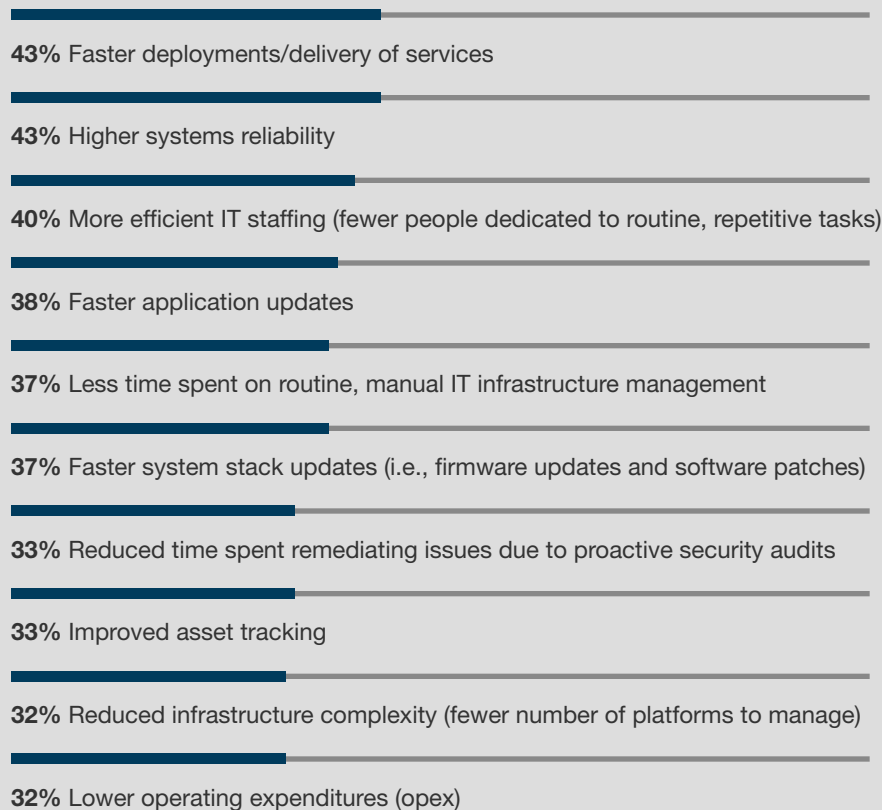 43% Faster deployments/delivery of services
43% Higher systems reliability
40% More efficient IT staffing (fewer people dedicated to routine, repetitive tasks)
38% Faster application updates
37% Less time spent on routine, manual IT infrastructure management
37% Faster system stack updates (i.e., firmware updates and software patches)
33% Reduced time spent remediating issues due to proactive security audits
33% Improved asset tracking
32% Reduced infrastructure complexity (fewer number of platforms to manage)
32% Lower operating expenditures (opex)